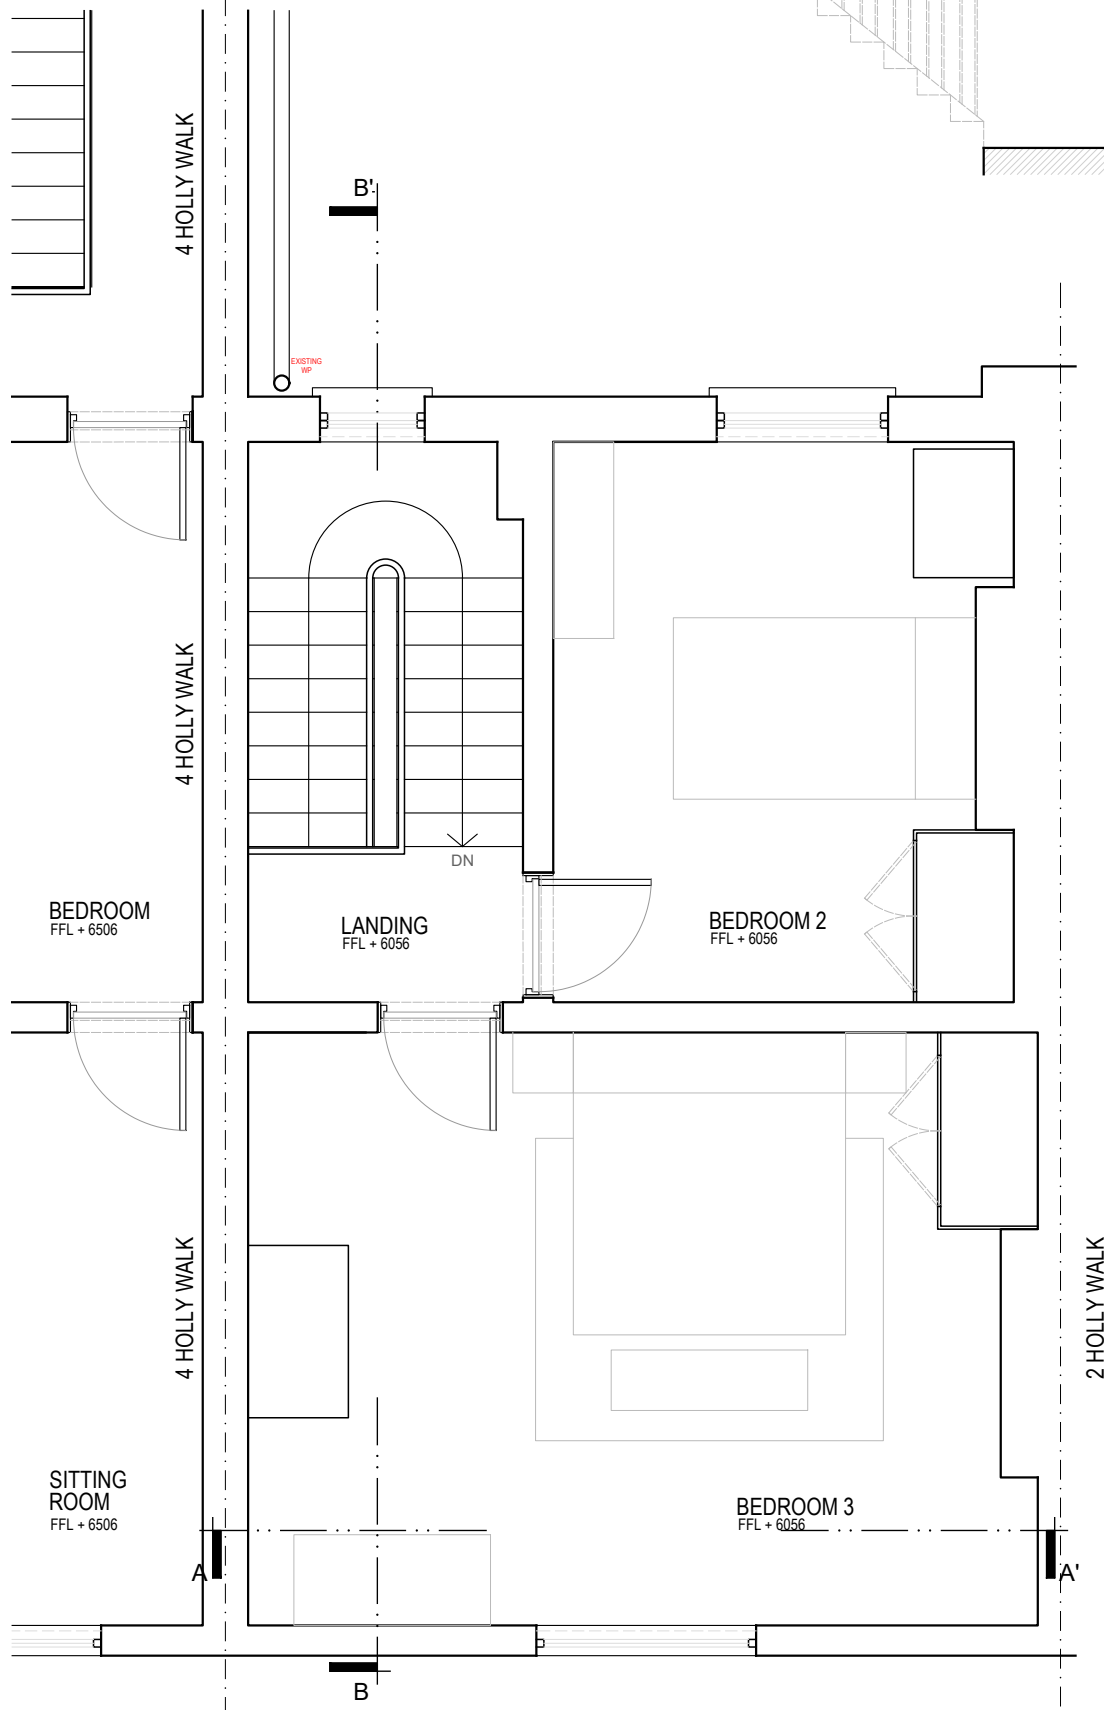 4 HOLLY WALK
B'
EXISTING
WP
4 HOLLY WALK
DN
BEDROOM
FFL + 6506
LANDING
FFL + 6056
BEDROOM 2
FFL + 6056
4 HOLLY WALK
2 HOLLY WALK
SITTING
ROOM
FFL + 6506
BEDROOM 3
FFL + 6056
A
A'
B